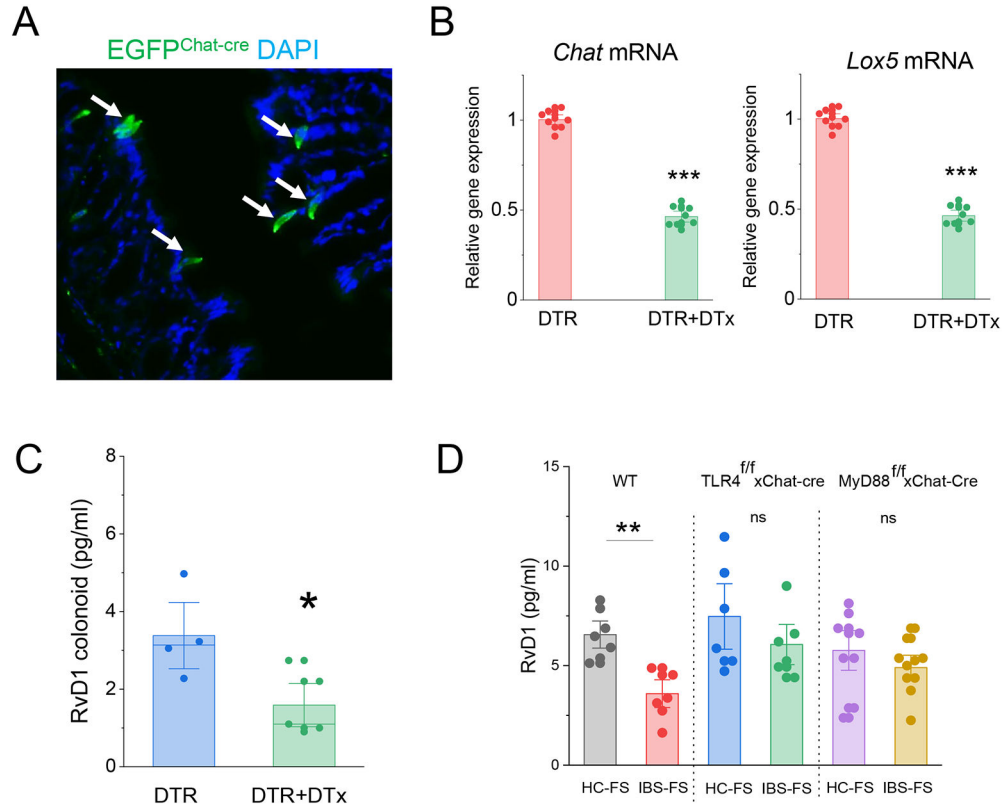 A
EGFP^Chat-cre DAPI
B
Chat mRNA
Relative gene expression
1
0.5
0
***
DTR
DTR+DTx
Lox5 mRNA
Relative gene expression
1
0.5
0
***
DTR
DTR+DTx
C
RvD1 colonoid (pg/ml)
8
6
4
2
0
*
DTR
DTR+DTx
D
RvD1 (pg/ml)
15
10
5
0
WT
**
TLR4^f/f xChat-cre
ns
MyD88^f/f xChat-Cre
ns
HC-FS IBS-FS HC-FS IBS-FS HC-FS IBS-FS